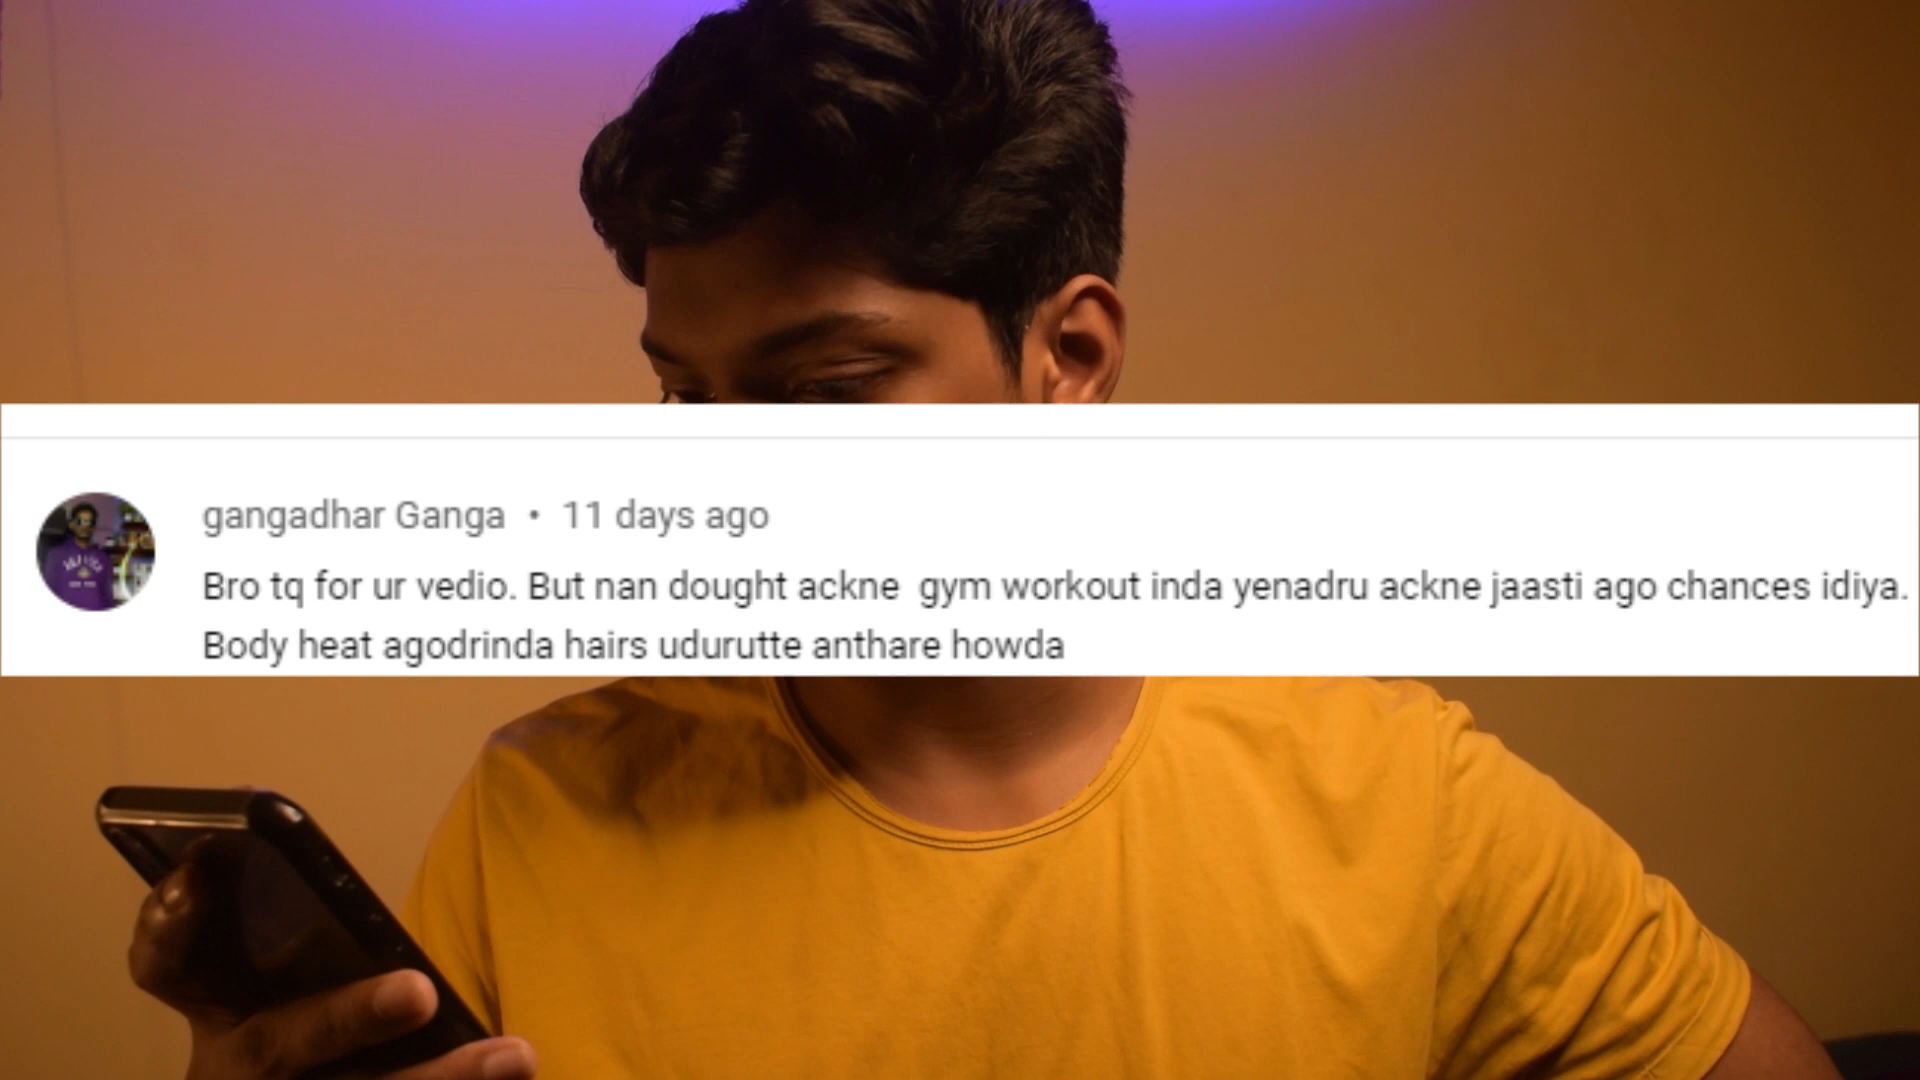 gangadhar Ganga • 11 days ago
Bro tq for ur vedio. But nan dought ackne gym workout inda yenadru ackne jaasti ago chances idiya.
Body heat agodrinda hairs udurutte anthare howda